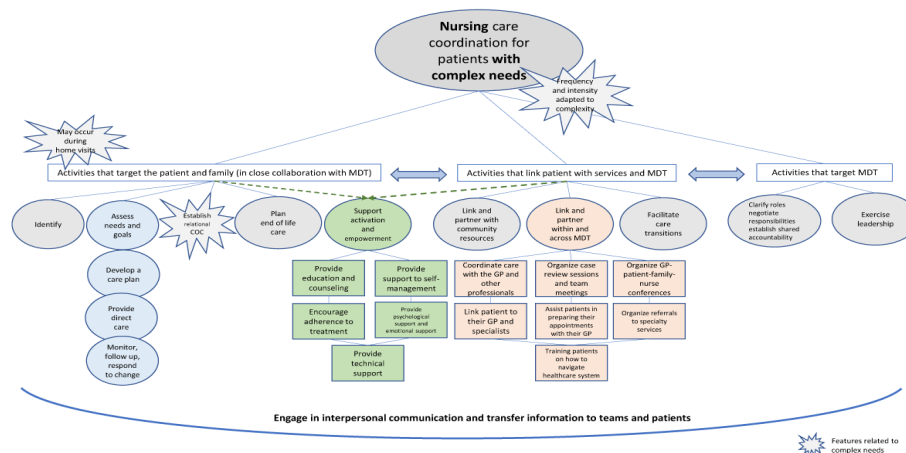 Nursing care
coordination for
patients with
complex needs
Frequency
and intensity
adapted to
complexity
May occur
during
home visits
Activities that target the patient and family (in close collaboration with MDT)
Activities that link patient with services and MDT
Activities that target MDT
Identify
Assess
needs and
goals
Establish
relational
COC
Plan
end of life
care
Support
activation
and
empowerment
Link and
partner with
community
resources
Link and
partner
within and
across MDT
Facilitate
care
transitions
Clarify roles
negotiate
responsibilities
establish shared
accountability
Exercise
leadership
Develop a
care plan
Provide
direct
care
Monitor,
follow up,
respond
to change
Provide
education and
counseling
Provide
support to self-
management
Encourage
adherence to
treatment
Provide
psychological
support and
emotional support
Provide
technical
support
Coordinate care
with the GP and
other
professionals
Organize case
review sessions
and team
meetings
Organize GP-
patient-family-
nurse
conferences
Link patient to
their GP and
specialists
Assist patients in
preparing their
appointments
with their GP
Organize referrals
to specialty
services
Training patients
on how to
navigate
healthcare system
Engage in interpersonal communication and transfer information to teams and patients
Features related to
complex needs